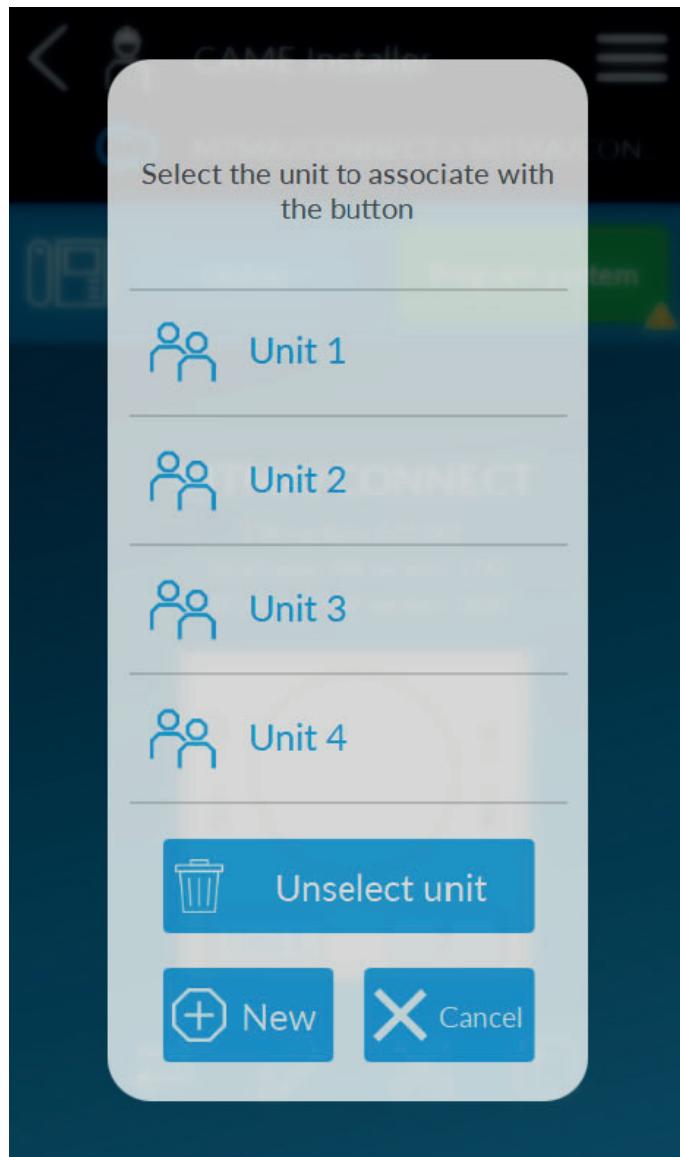 CAME Installer
Select the unit to associate with
the button
Unit 1
Unit 2
Unit 3
Unit 4
Unselect unit
New
Cancel